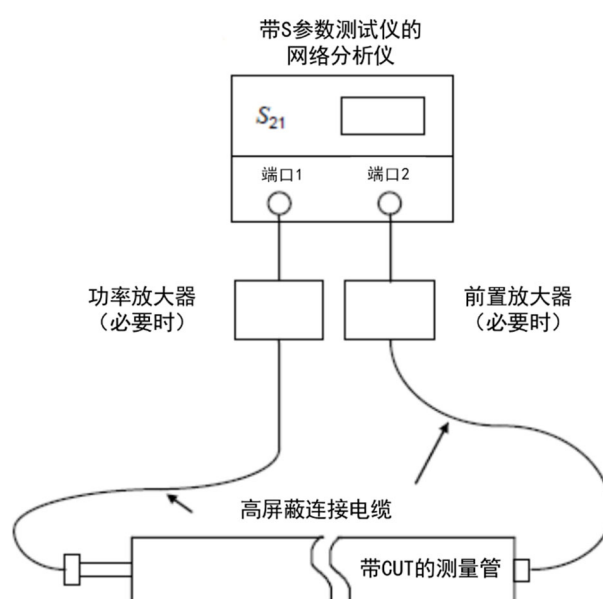 带S参数测试仪的
网络分析仪
S21
端口1
端口2
功率放大器
（必要时）
前置放大器
（必要时）
高屏蔽连接电缆
带CUT的测量管